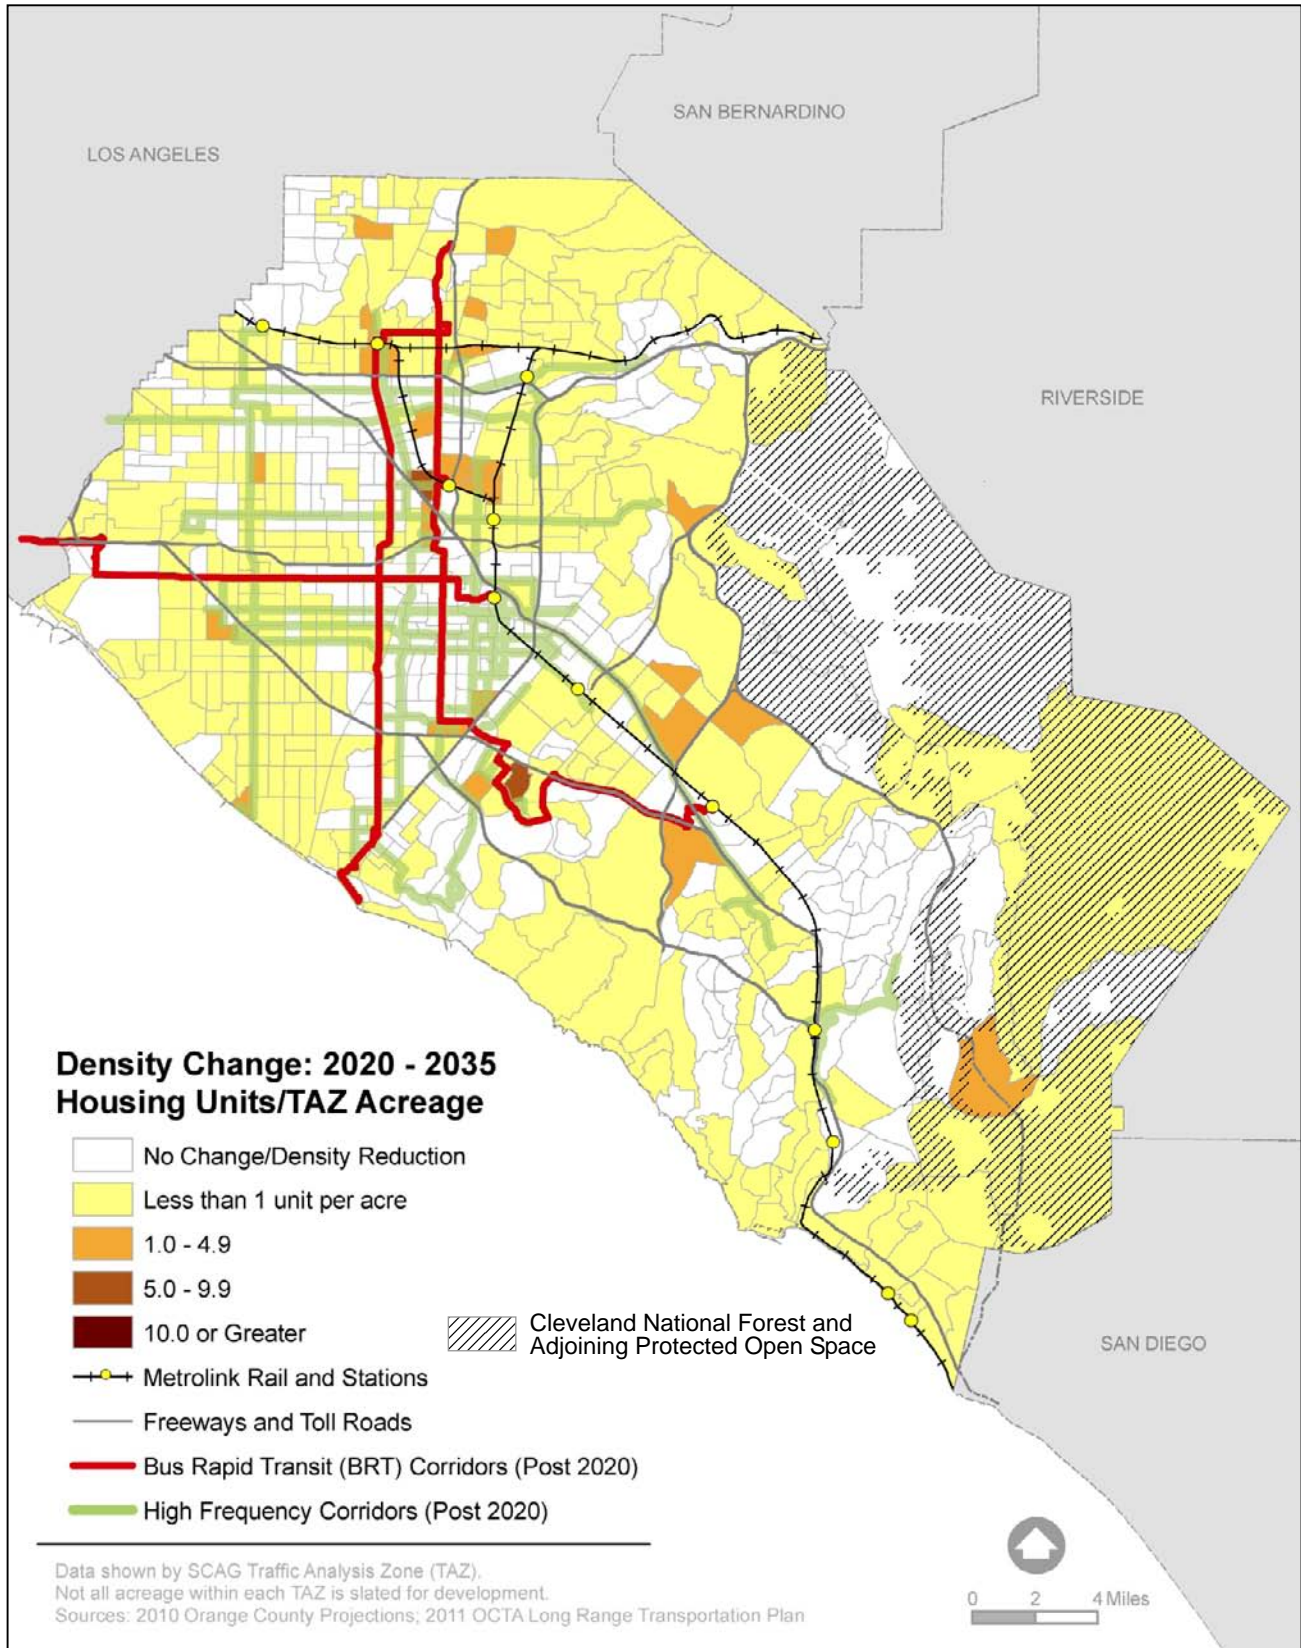 SAN BERNARDINO
LOS ANGELES
RIVERSIDE
Density Change: 2020 - 2035
Housing Units/TAZ Acreage
No Change/Density Reduction
Less than 1 unit per acre
1.0 - 4.9
5.0 - 9.9
10.0 or Greater
Cleveland National Forest and
Adjoining Protected Open Space
SAN DIEGO
Metrolink Rail and Stations
Freeways and Toll Roads
Bus Rapid Transit (BRT) Corridors (Post 2020)
High Frequency Corridors (Post 2020)
Data shown by SCAG Traffic Analysis Zone (TAZ).
Not all acreage within each TAZ is slated for development.
Sources: 2010 Orange County Projections; 2011 OCTA Long Range Transportation Plan
0 2 4 Miles